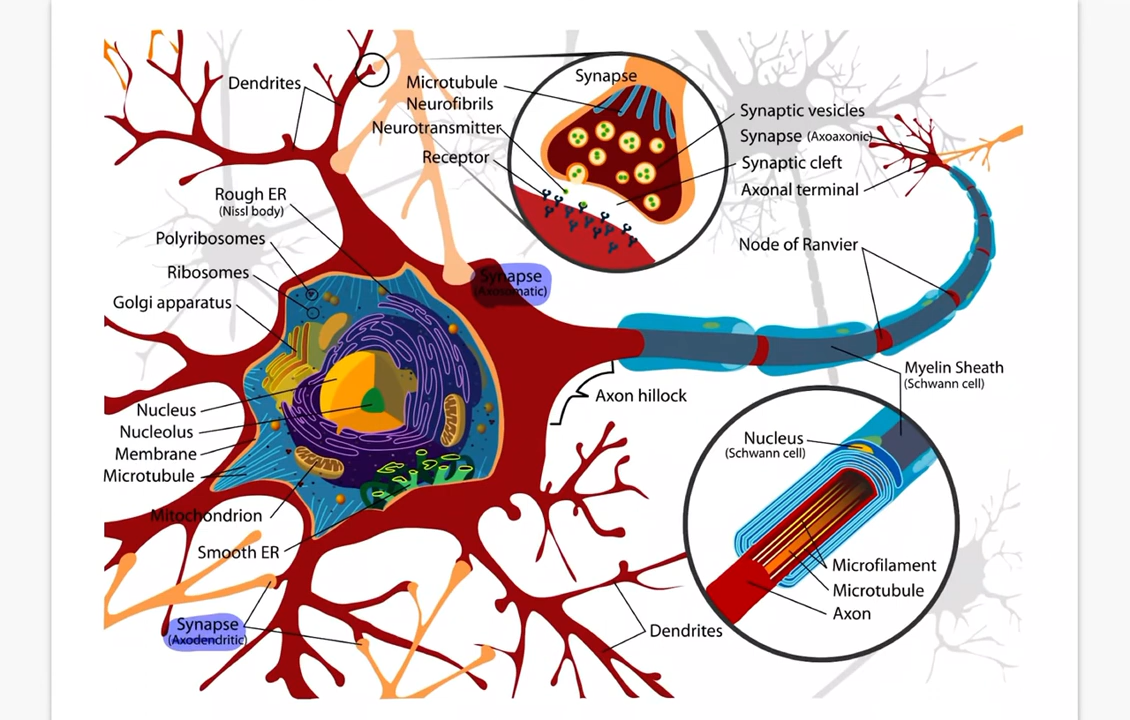 Dendrites
Microtubule
Neurofibrils
Neurotransmitter
Receptor
Synapse
Synaptic vesicles
Synapse (Axoaxonic)
Synaptic cleft
Axonal terminal
Rough ER
(Nissl body)
Polyribosomes
Ribosomes
Golgi apparatus
Synapse
(Axosomatic)
Node of Ranvier
Myelin Sheath
(Schwann cell)
Axon hillock
Nucleus
Nucleolus
Membrane
Microtubule
Mitochondrion
Smooth ER
Synapse
(Axodendritic)
Dendrites
Nucleus
(Schwann cell)
Microfilament
Microtubule
Axon